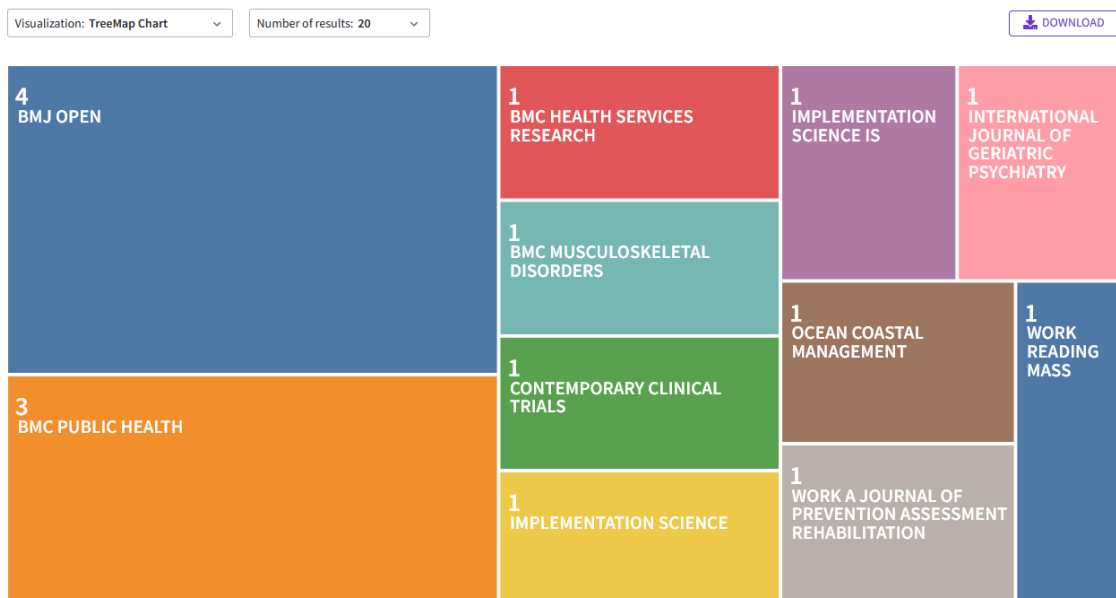 Visualization: TreeMap Chart
Number of results: 20
DOWNLOAD
4
BMJ OPEN
3
BMC PUBLIC HEALTH
1
BMC HEALTH SERVICES
RESEARCH
1
BMC MUSCULOSKELETAL
DISORDERS
1
CONTEMPORARY CLINICAL
TRIALS
1
IMPLEMENTATION SCIENCE
1
IMPLEMENTATION
SCIENCE IS
1
INTERNATIONAL
JOURNAL OF
GERIATRIC
PSYCHIATRY
1
OCEAN COASTAL
MANAGEMENT
1
WORK A JOURNAL OF
PREVENTION ASSESSMENT
REHABILITATION
1
WORK
READING
MASS